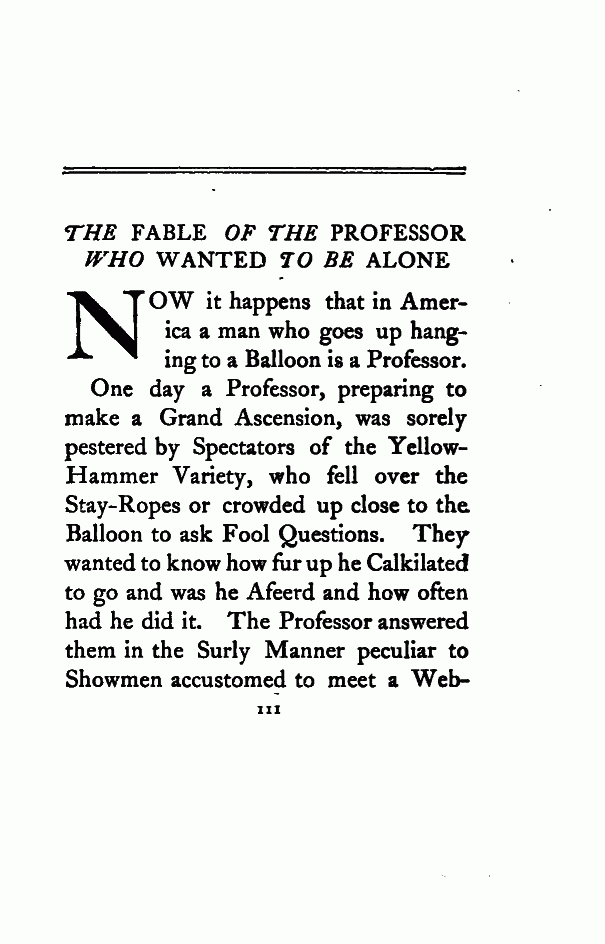 THE FABLE OF THE PROFESSOR
WHO WANTED TO BE ALONE
NOW it happens that in Amer-
ica a man who goes up hang-
ing to a Balloon is a Professor.
One day a Professor, preparing to
make a Grand Ascension, was sorely
pestered by Spectators of the Yellow-
Hammer Variety, who fell over the
Stay-Ropes or crowded up close to the
Balloon to ask Fool Questions. They
wanted to know how fur up he Calkilated
to go and was he Afeerd and how often
had he did it. The Professor answered
them in the Surly Manner peculiar to
Showmen accustomed to meet a Web-
111